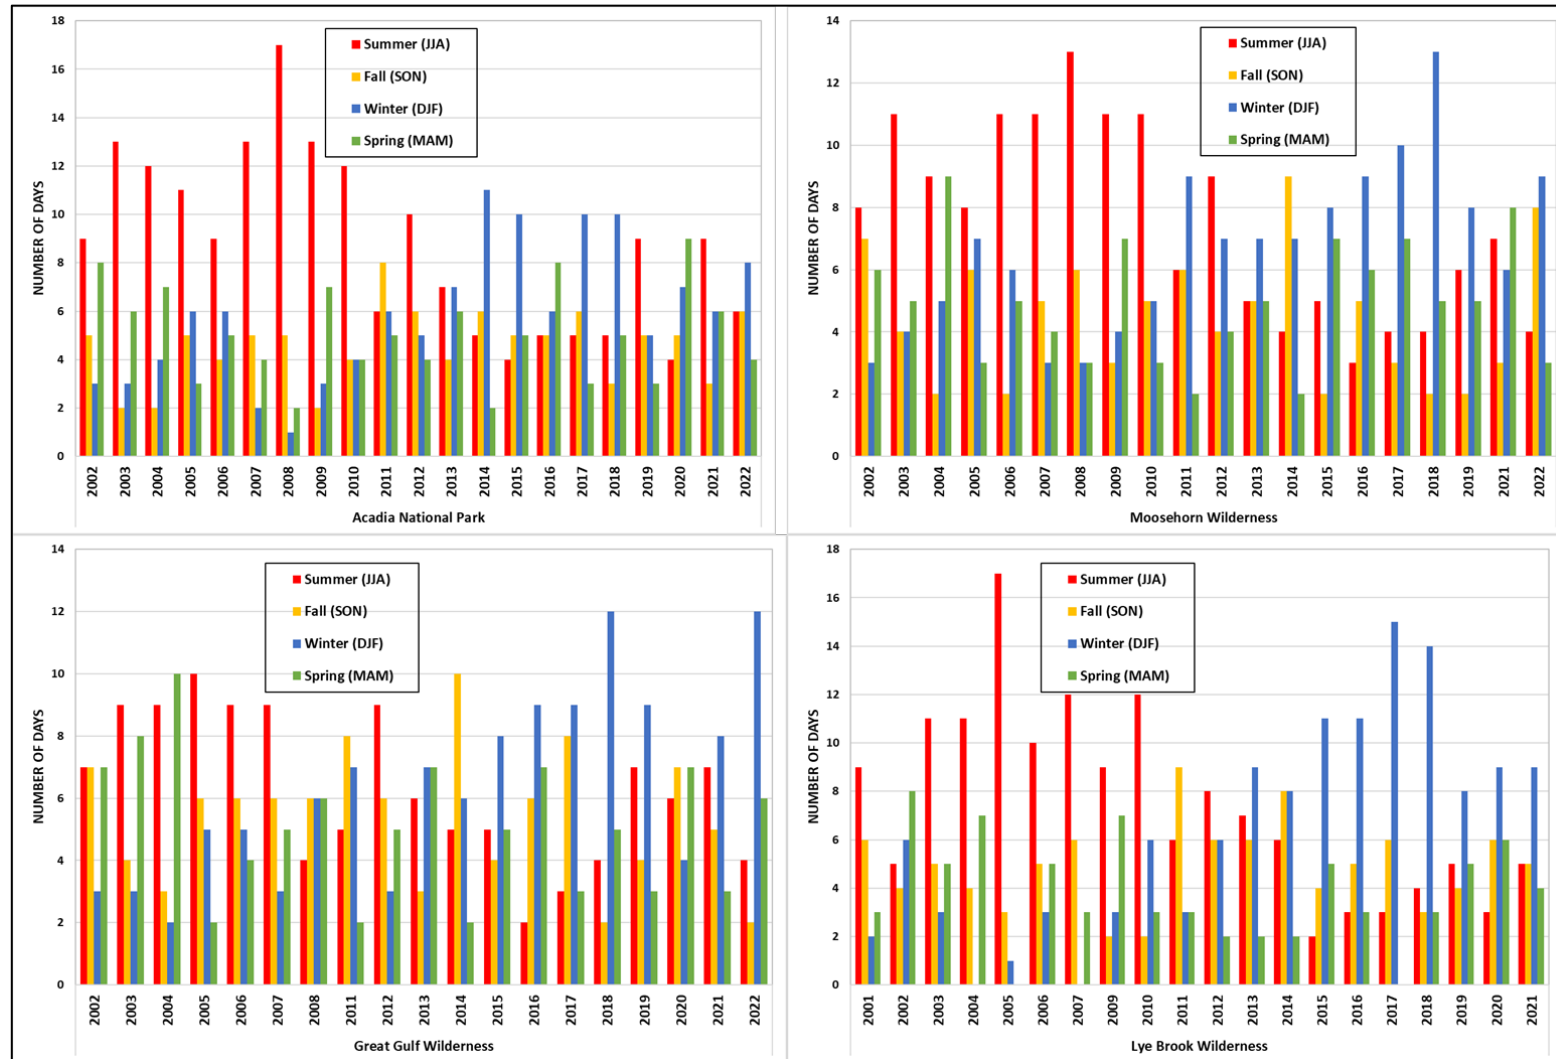 18
16
14
12
10
8
6
4
2
0
NUMBER OF DAYS
Summer (JJA)
Fall (SON)
Winter (DJF)
Spring (MAM)
2002 2003 2004 2005 2006 2007 2008 2009 2010 2011 2012 2013 2014 2015 2016 2017 2018 2019 2020 2021 2022
Acadia National Park
14
12
10
8
6
4
2
0
NUMBER OF DAYS
Summer (JJA)
Fall (SON)
Winter (DJF)
Spring (MAM)
2002 2003 2004 2005 2006 2007 2008 2009 2010 2011 2012 2013 2014 2015 2016 2017 2018 2019 2021 2022
Moosehorn Wilderness
14
12
10
8
6
4
2
0
NUMBER OF DAYS
Summer (JJA)
Fall (SON)
Winter (DJF)
Spring (MAM)
2002 2003 2004 2005 2006 2007 2008 2011 2012 2013 2014 2015 2016 2017 2018 2019 2020 2021 2022
Great Gulf Wilderness
18
16
14
12
10
8
6
4
2
0
NUMBER OF DAYS
Summer (JJA)
Fall (SON)
Winter (DJF)
Spring (MAM)
2001 2002 2003 2004 2005 2006 2007 2009 2010 2011 2012 2013 2014 2015 2016 2017 2018 2019 2020 2021
Lye Brook Wilderness